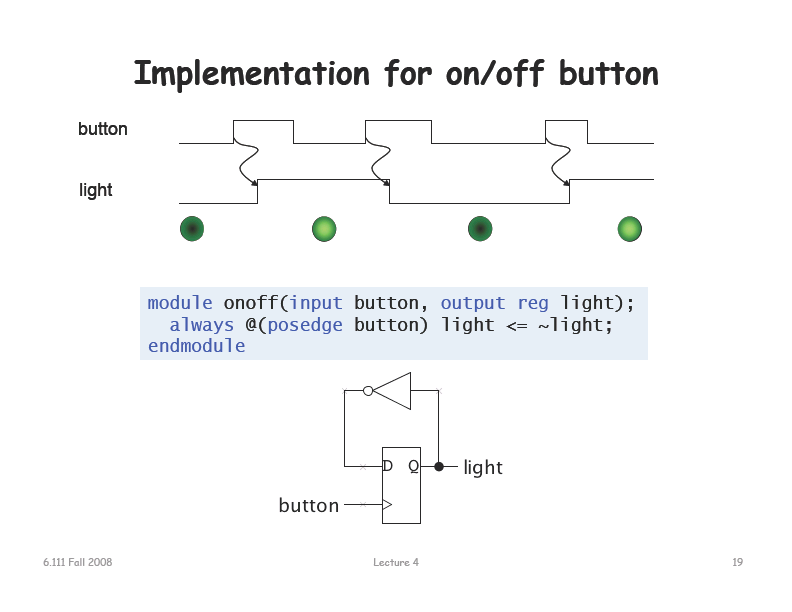 Implementation for on/off button
button
light
module onoff(input button, output reg light);
  always @(posedge button) light <= ~light;
endmodule
D Q
light
button
6.111 Fall 2008
Lecture 4
19